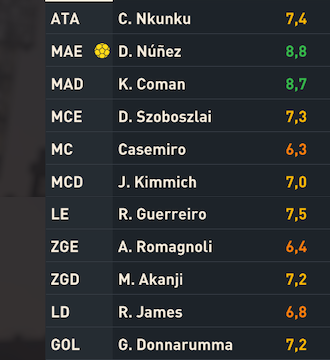 ATA C. Nkunku 7,4
MAE D. Núñez 8,8
MAD K. Coman 8,7
MCE D. Szoboszlai 7,3
MC Casemiro 6,3
MCD J. Kimmich 7,0
LE R. Guerreiro 7,5
ZGE A. Romagnoli 6,4
ZGD M. Akanji 7,2
LD R. James 6,8
GOL G. Donnarumma 7,2